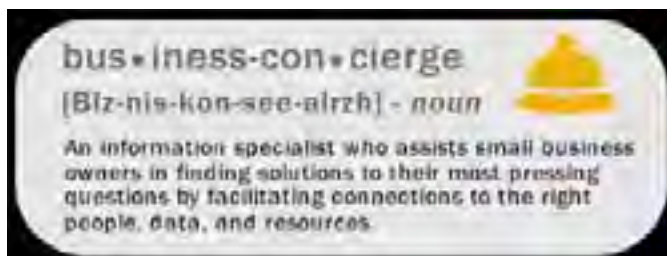 bus•iness-con•cierge
[Biz-nis-kon-see-airzh] - noun
An information specialist who assists small business
owners in finding solutions to their most pressing
questions by facilitating connections to the right
people, data, and resources